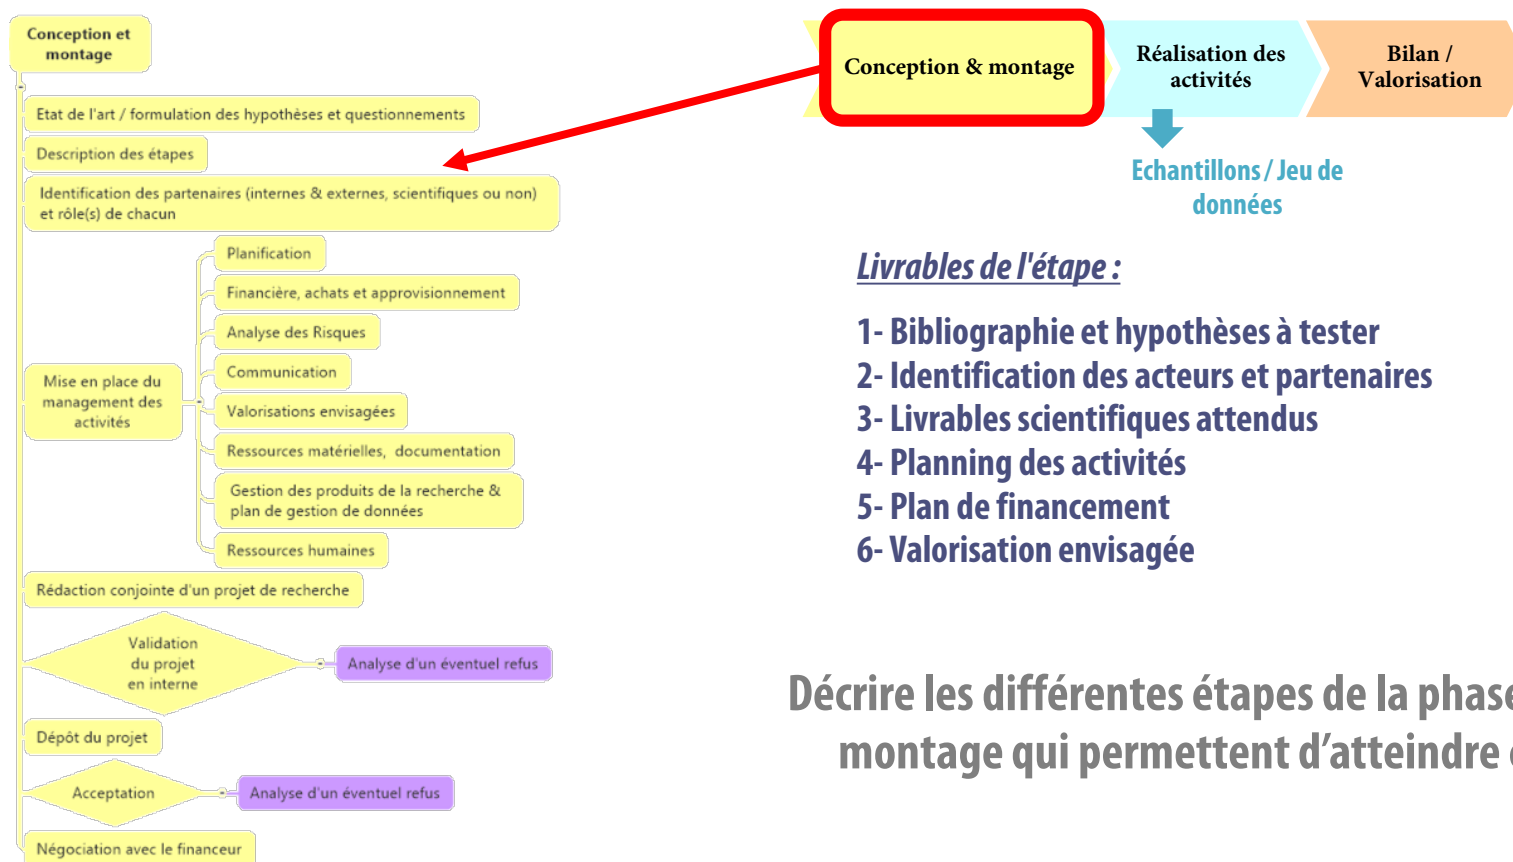 Conception et
montage
Etat de l'art / formulation des hypothèses et questionnements
Description des étapes
Identification des partenaires (internes & externes, scientifiques ou non)
et rôle(s) de chacun
Mise en place du
management des
activités
Planification
Financière, achats et approvisionnement
Analyse des Risques
Communication
Valorisations envisagées
Ressources matérielles, documentation
Gestion des produits de la recherche &
plan de gestion de données
Ressources humaines
Rédaction conjointe d'un projet de recherche
Validation
du projet
en interne
Analyse d'un éventuel refus
Dépôt du projet
Acceptation
Analyse d'un éventuel refus
Négociation avec le financeur
Conception & montage
Réalisation des
activités
Bilan /
Valorisation
Echantillons / Jeu de
données
Livrables de l'étape :
1- Bibliographie et hypothèses à tester
2- Identification des acteurs et partenaires
3- Livrables scientifiques attendus
4- Planning des activités
5- Plan de financement
6- Valorisation envisagée
Décrire les différentes étapes de la phase
montage qui permettent d’atteindre